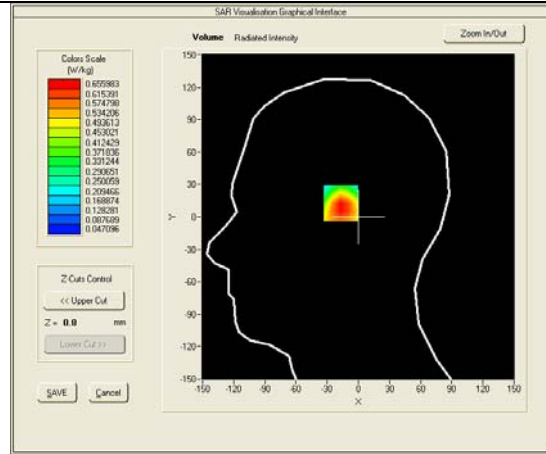 SAR Visualisation Graphical Interface
Volume Radiated Intensity
Zoom In/Out
Colors Scale
(W/kg)
0.655983
0.615391
0.574798
0.534206
0.493613
0.453021
0.412429
0.371836
0.331244
0.290651
0.250059
0.209466
0.168874
0.128281
0.087689
0.047096
Z-Cuts Control
<< Upper Cut
Z = 0.0 mm
Lower Cut >>
SAVE Cancel
150-
120-
90-
60-
30-
0-
-30-
-60-
-90-
-120-
-150-
Y
-150 -120 -90 -60 -30 0 30 60 90 120 150
X